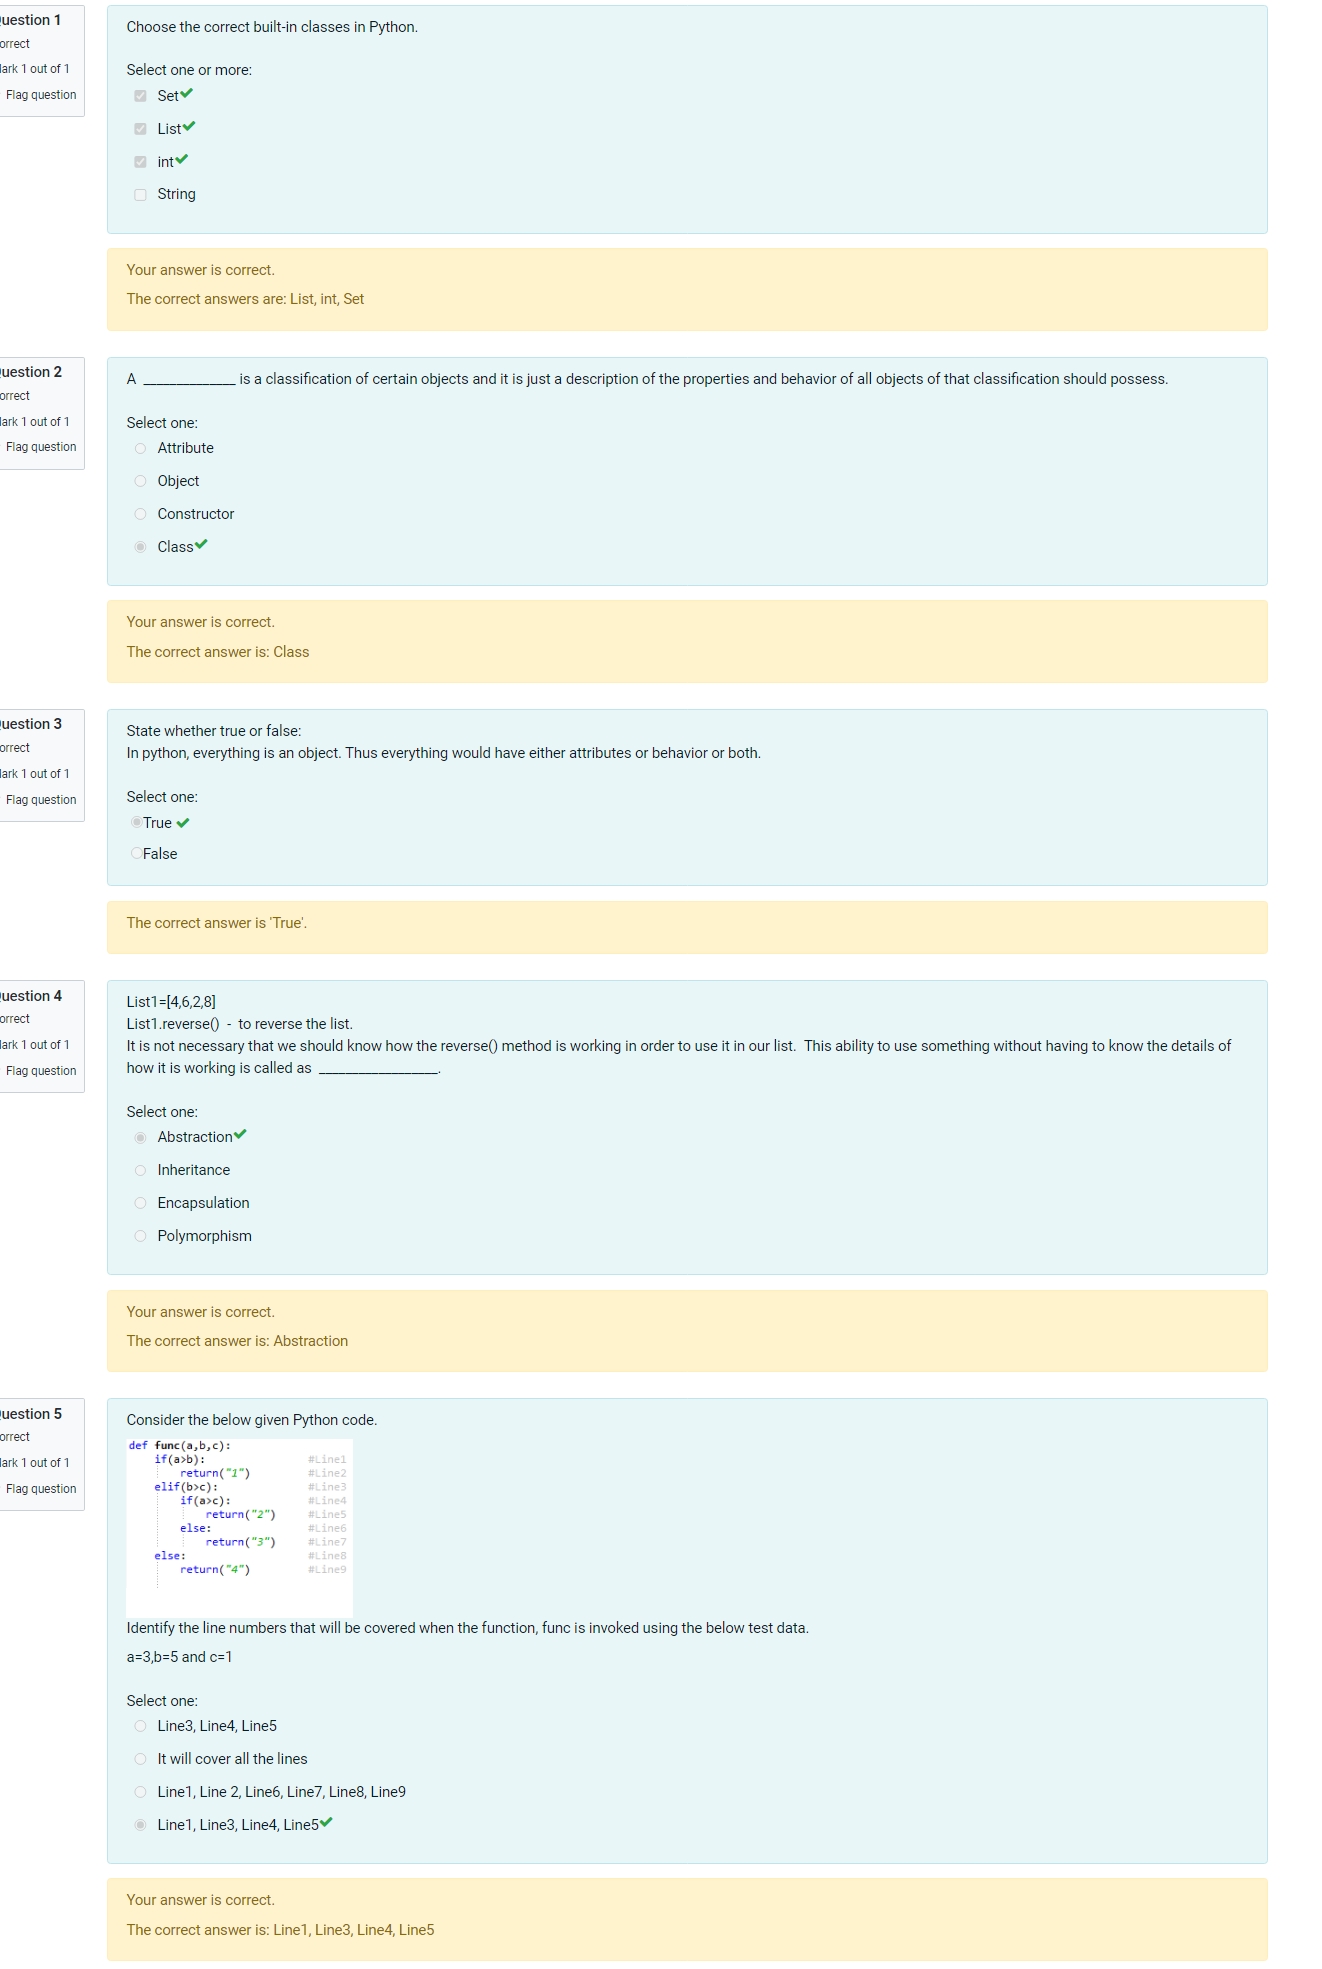 uestion 1
orrect
ark 1 out of 1
Flag question
Choose the correct built-in classes in Python.
Select one or more:
Set
List
int
String
Your answer is correct.
The correct answers are: List, int, Set
uestion 2
orrect
ark 1 out of 1
Flag question
A ______________ is a classification of certain objects and it is just a description of the properties and behavior of all objects of that classification should possess.
Select one:
Attribute
Object
Constructor
Class
Your answer is correct.
The correct answer is: Class
uestion 3
orrect
ark 1 out of 1
Flag question
State whether true or false:
In python, everything is an object. Thus everything would have either attributes or behavior or both.
Select one:
True
False
The correct answer is 'True'.
uestion 4
orrect
ark 1 out of 1
Flag question
List1=[4,6,2,8]
List1.reverse()  -  to reverse the list.
It is not necessary that we should know how the reverse() method is working in order to use it in our list.  This ability to use something without having to know the details of
how it is working is called as  __________________.
Select one:
Abstraction
Inheritance
Encapsulation
Polymorphism
Your answer is correct.
The correct answer is: Abstraction
uestion 5
orrect
ark 1 out of 1
Flag question
Consider the below given Python code.
def func(a,b,c):
if(a>b): #Line1
return("1") #Line2
elif(b>c): #Line3
if(a>c): #Line4
return("2") #Line5
else: #Line6
return("3") #Line7
else: #Line8
return("4") #Line9
Identify the line numbers that will be covered when the function, func is invoked using the below test data.
a=3,b=5 and c=1
Select one:
Line3, Line4, Line5
It will cover all the lines
Line1, Line 2, Line6, Line7, Line8, Line9
Line1, Line3, Line4, Line5
Your answer is correct.
The correct answer is: Line1, Line3, Line4, Line5